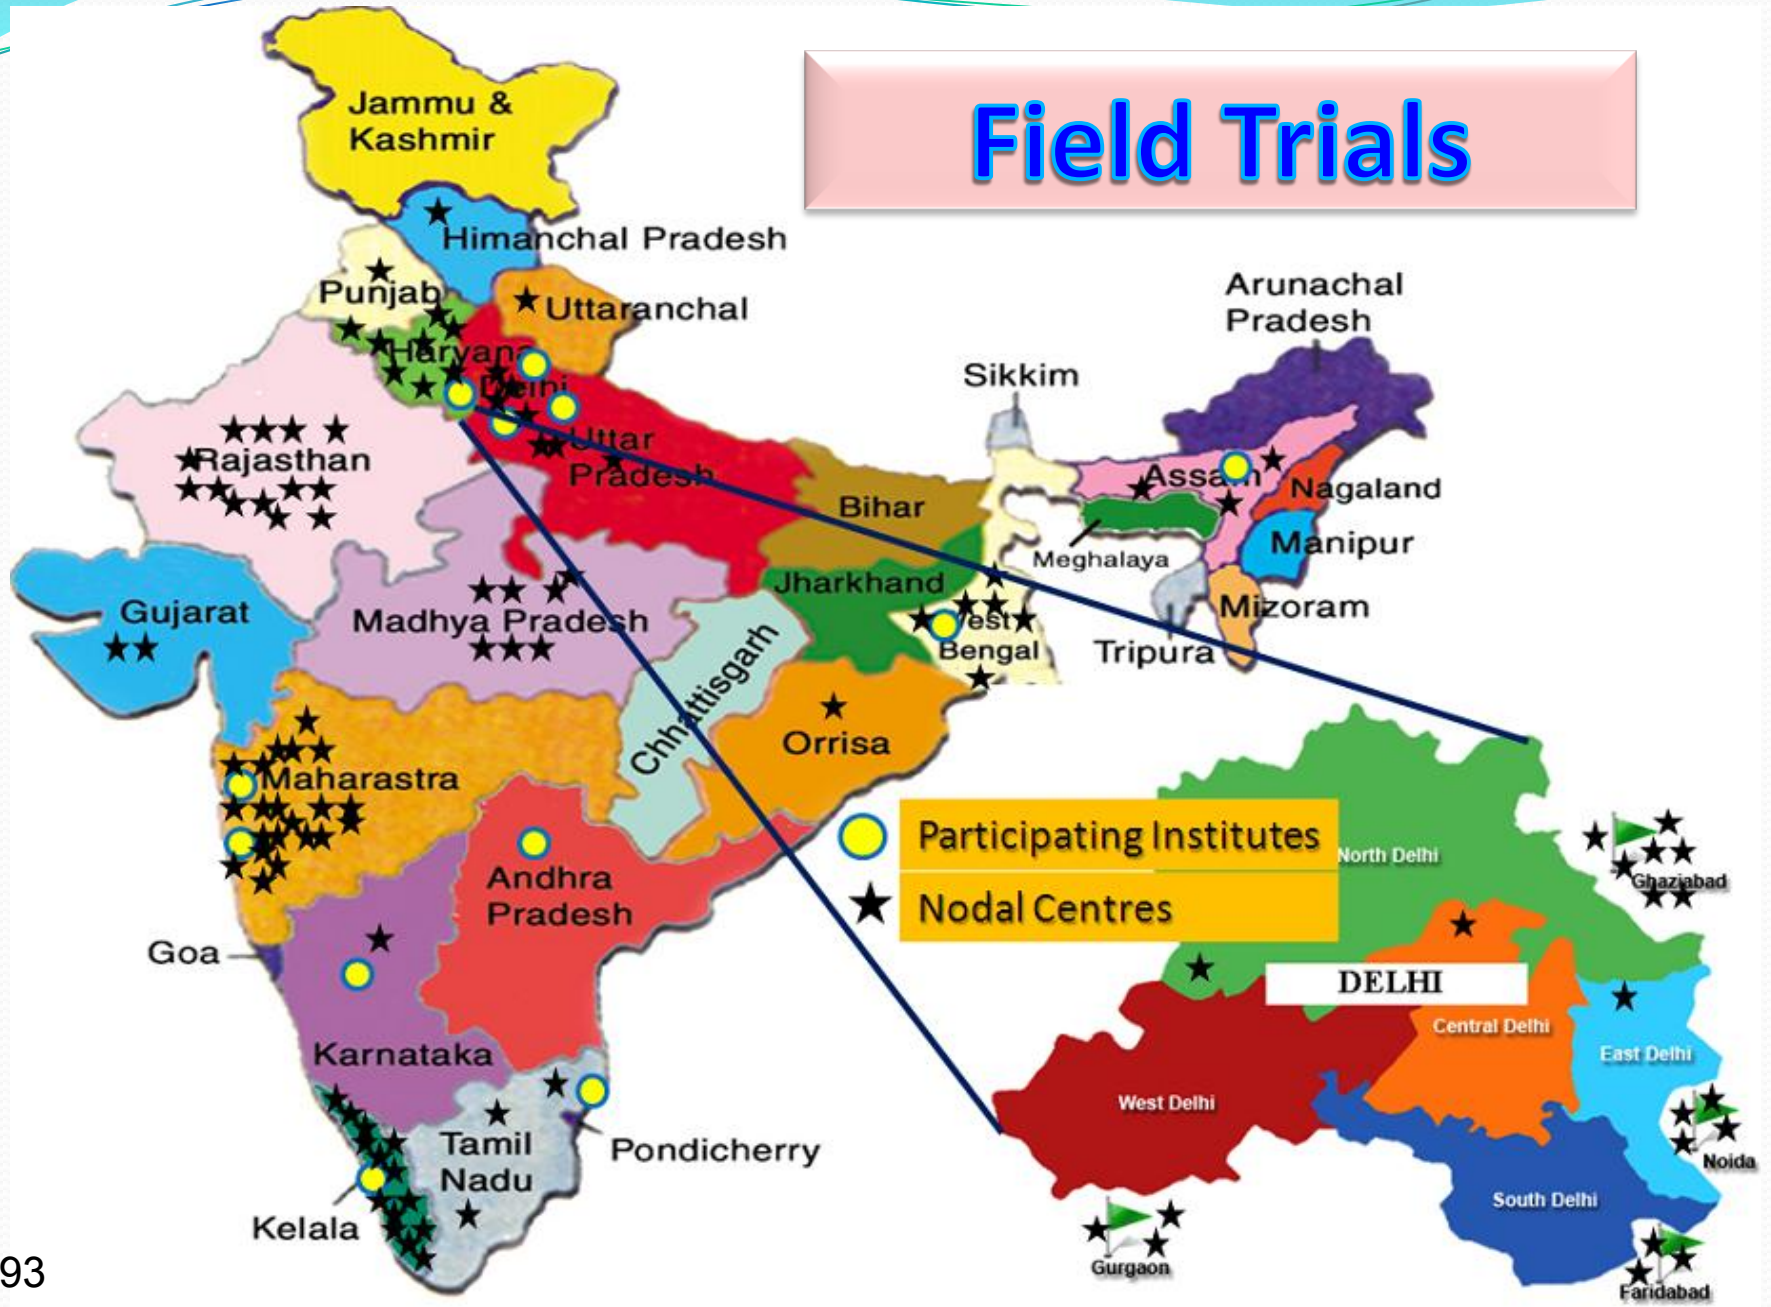 Field Trials
Jammu &
Kashmir
Himanchal Pradesh
Punjab
Uttaranchal
Haryana
Delhi
Arunachal
Pradesh
Sikkim
Rajasthan
Uttar
Pradesh
Bihar
Assam
Nagaland
Meghalaya
Manipur
Gujarat
Madhya Pradesh
Jharkhand
West
Bengal
Mizoram
Tripura
Chhattisgarh
Orrisa
Maharastra
Andhra
Pradesh
Goa
Karnataka
Tamil
Nadu
Pondicherry
Kelala
Participating Institutes
Nodal Centres
North Delhi
Ghaziabad
DELHI
Central Delhi
East Delhi
West Delhi
Noida
South Delhi
Gurgaon
Faridabad
93